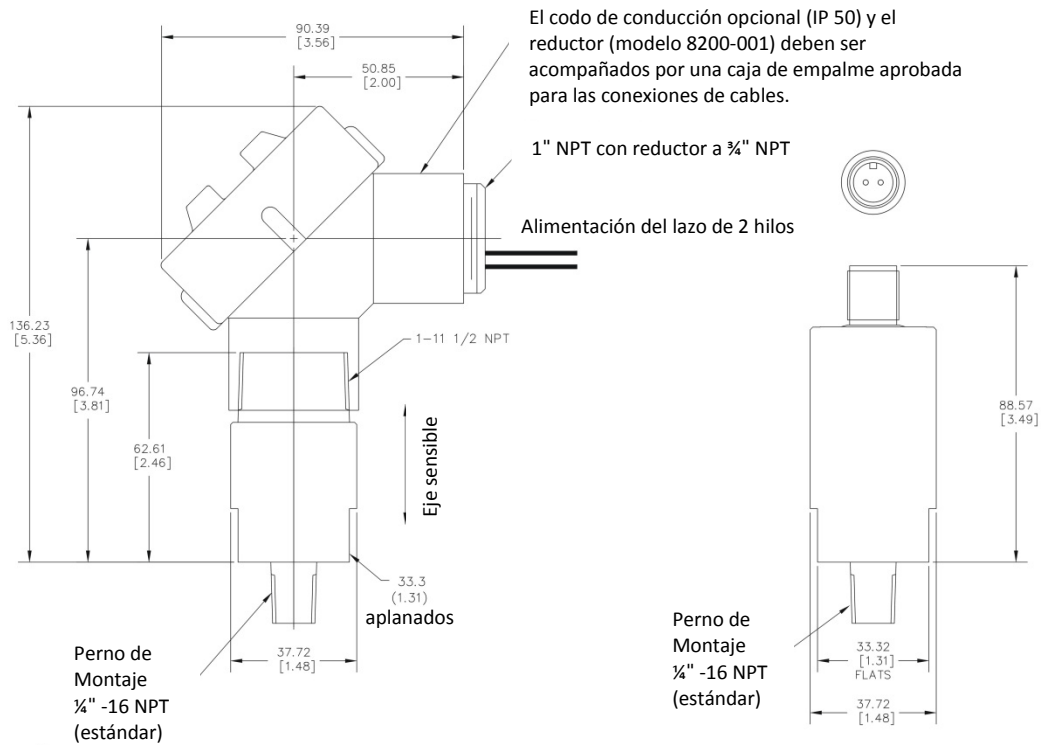 El codo de conducción opcional (IP 50) y el
reductor (modelo 8200-001) deben ser
acompañados por una caja de empalme aprobada
para las conexiones de cables.
90.39
[3.56]
50.85
[2.00]
1" NPT con reductor a ¾" NPT
Alimentación del lazo de 2 hilos
136.23
[5.36]
96.74
[3.81]
62.61
[2.46]
1-11 1/2 NPT
Eje sensible
33.3
(1.31)
aplanados
37.72
[1.48]
Perno de
Montaje
¼" -16 NPT
(estándar)
88.57
[3.49]
Perno de
Montaje
¼" -16 NPT
(estándar)
33.32
[1.31]
FLATS
37.72
[1.48]